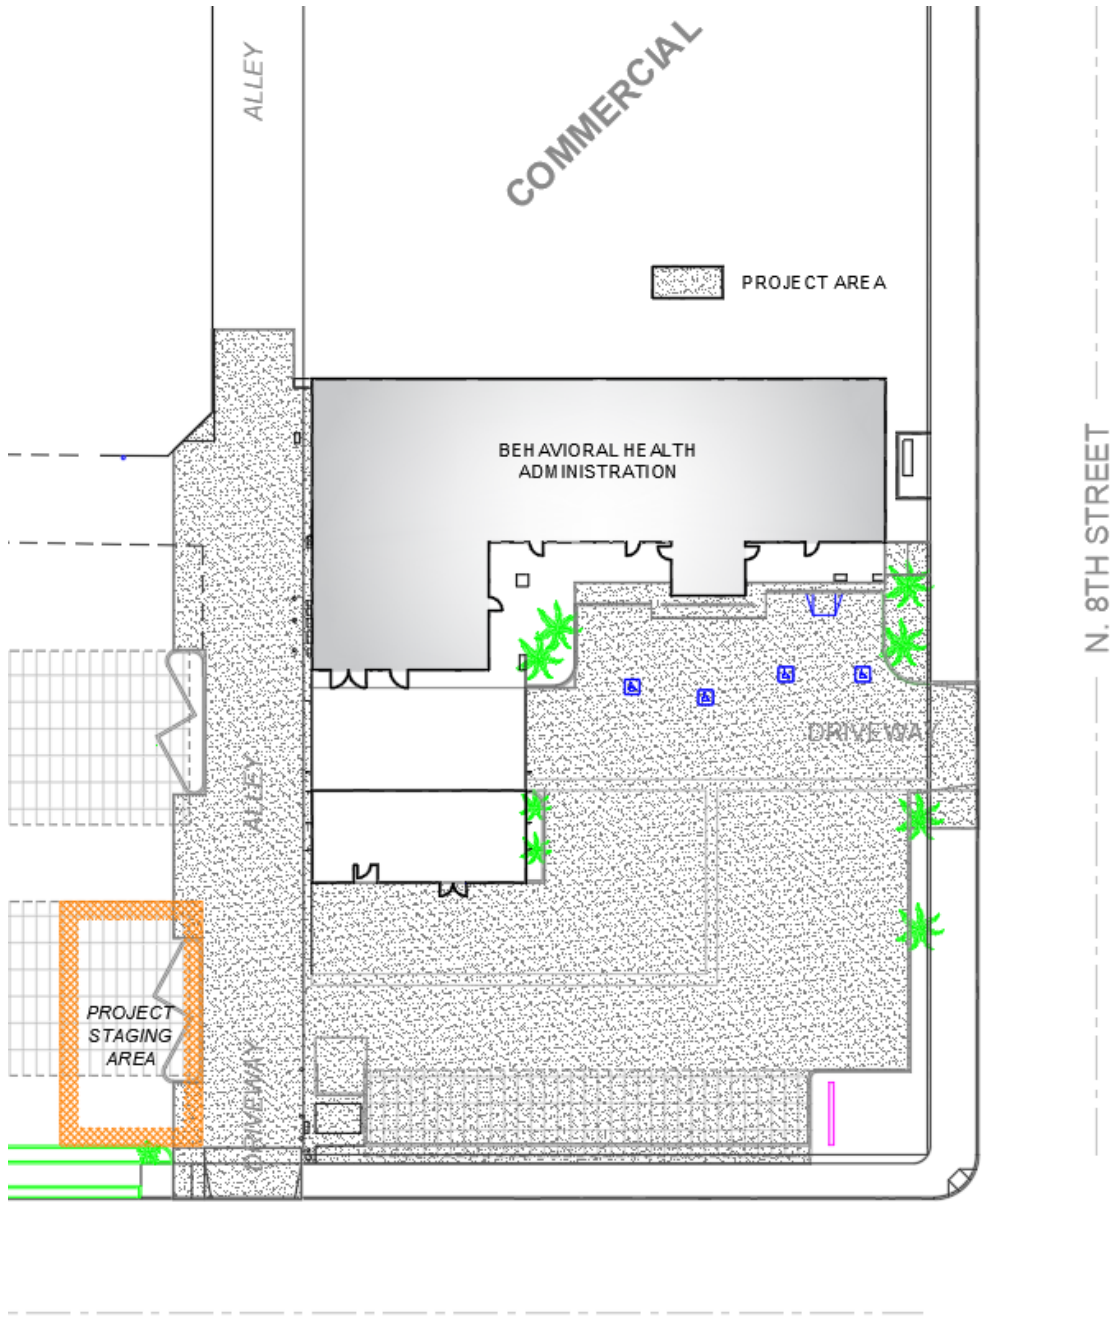 ALLEY
COMMERCIAL
PROJECT AREA
BEHAVIORAL HEALTH
ADMINISTRATION
N. 8TH STREET
DRIVEWAY
ALLEY
PROJECT
STAGING
AREA
DRIVEWAY